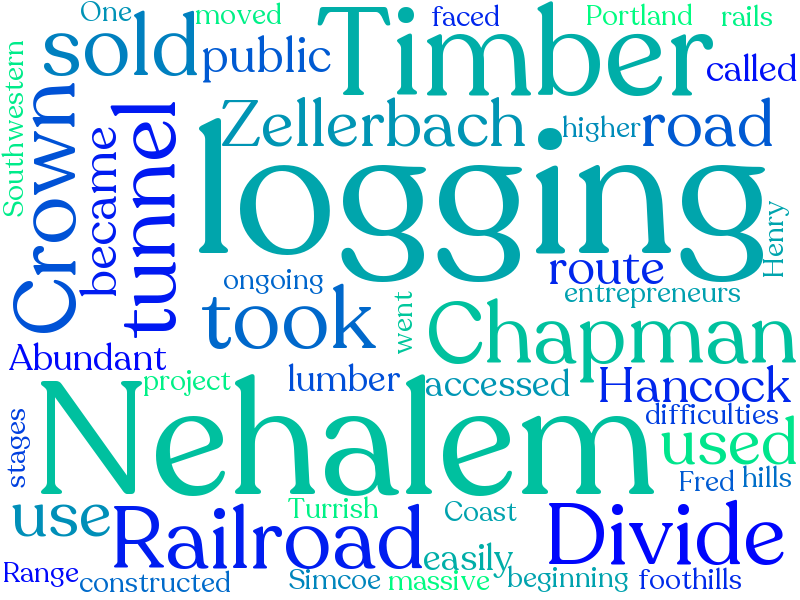 One
moved
faced
Portland
rails
sold
public
Timber
called
Southwestern
Crown
became
tunnel
Zellerbach
higher
road
logging
Henry
route
entrepreneurs
ongoing
took
went
Chapman
Abundant
project
lumber
accessed
Hancock
difficulties
Nehalem
used
stages
Fred
hills
use
Railroad
Turrish
Coast
Divide
easily
Range
constructed
Simcoe
massive
beginning
foothills